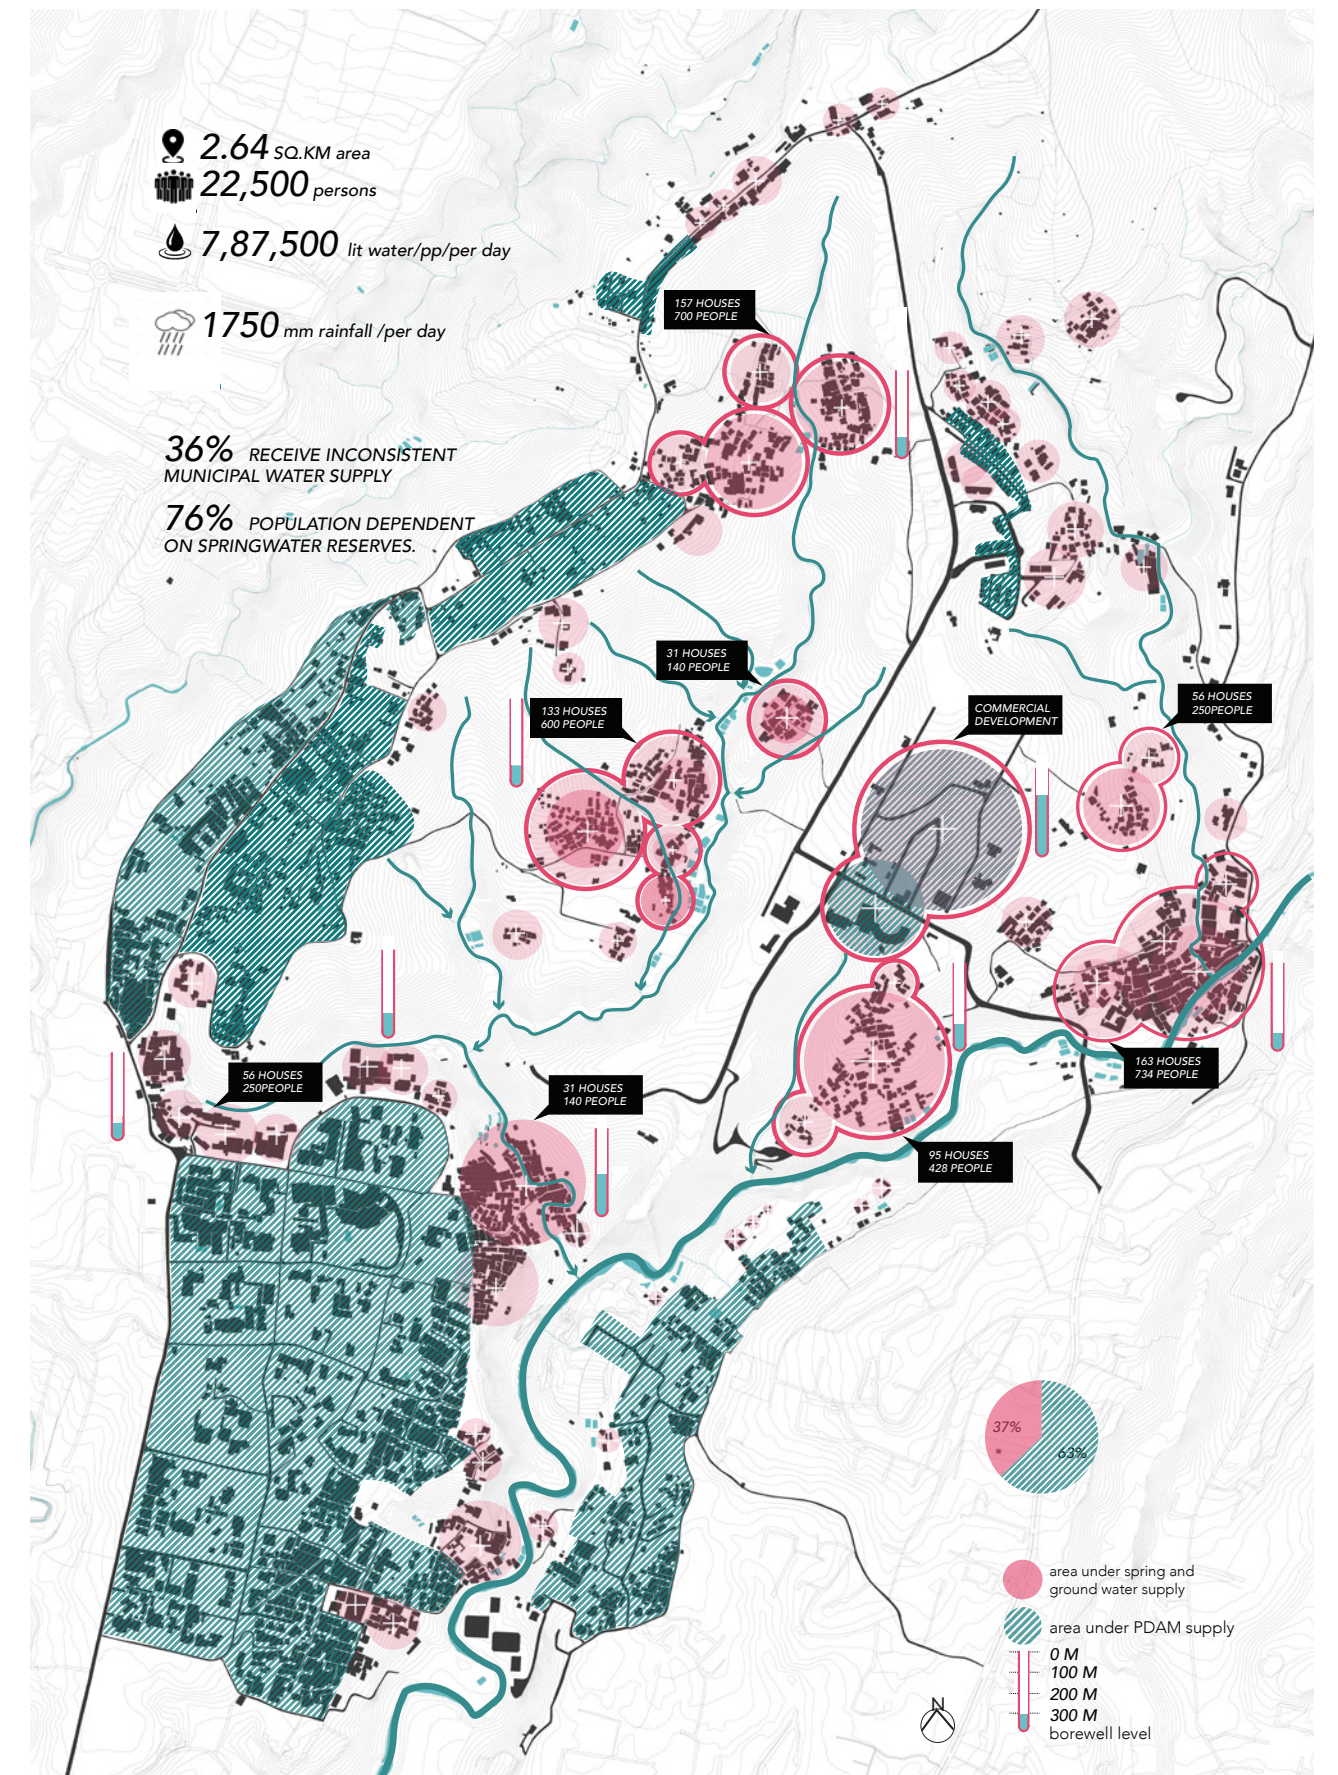 2.64 SQ.KM area
22,500 persons
7,87,500 lit water/pp/per day
1750 mm rainfall /per day
36% RECEIVE INCONSISTENT
MUNICIPAL WATER SUPPLY
76% POPULATION DEPENDENT
ON SPRINGWATER RESERVES.
157 HOUSES
700 PEOPLE
31 HOUSES
140 PEOPLE
133 HOUSES
600 PEOPLE
COMMERCIAL
DEVELOPMENT
56 HOUSES
250PEOPLE
163 HOUSES
734 PEOPLE
56 HOUSES
250PEOPLE
31 HOUSES
140 PEOPLE
95 HOUSES
428 PEOPLE
37%
63%
area under spring and
ground water supply
area under PDAM supply
0 M
100 M
200 M
300 M
borewell level
N